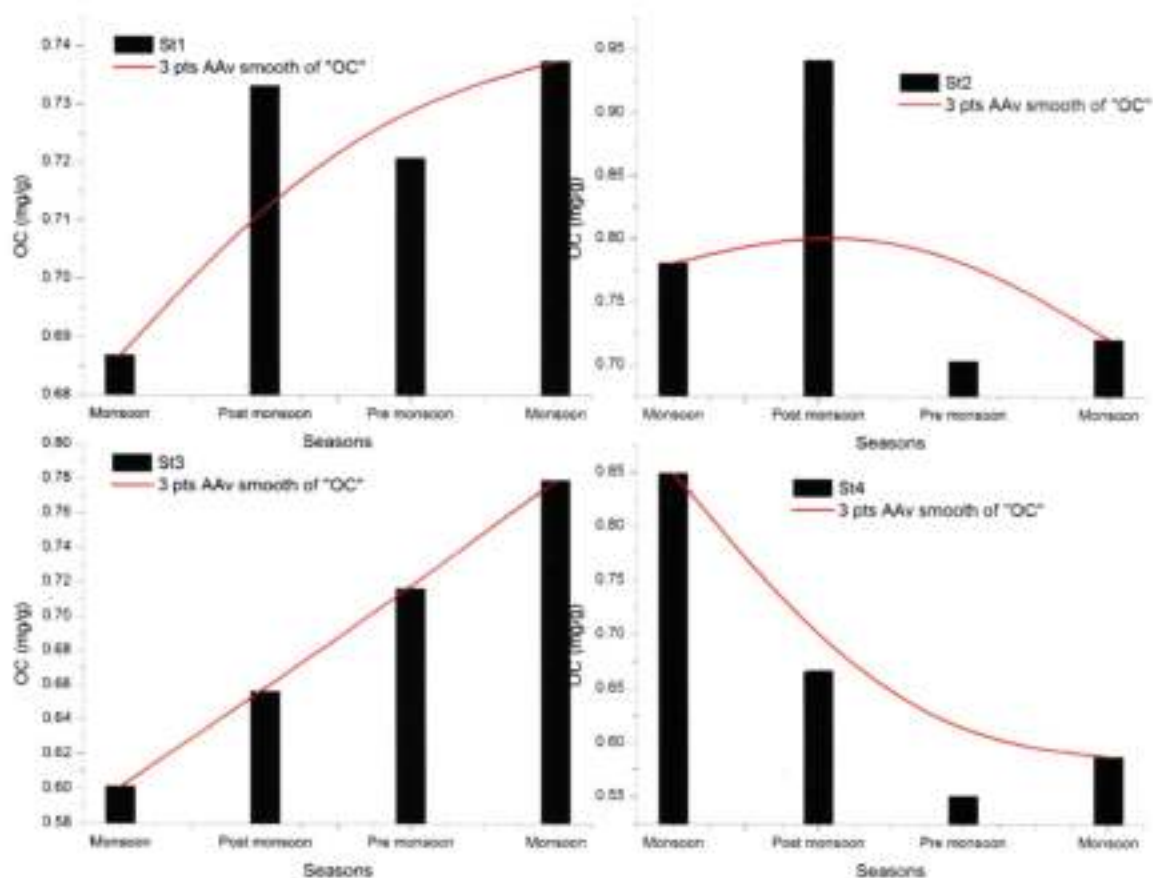 St1
3 pts AAv smooth of "OC"
0.74
0.73
0.72
0.71
0.70
0.69
0.68
OC (mg/g)
Monsoon Post monsoon Pre monsoon Monsoon
Seasons
St2
3 pts AAv smooth of "OC"
0.95
0.90
0.85
0.80
0.75
0.70
OC (mg/g)
Monsoon Post monsoon Pre monsoon Monsoon
Seasons
St3
3 pts AAv smooth of "OC"
0.80
0.78
0.76
0.74
0.72
0.70
0.68
0.66
0.64
0.62
0.60
0.58
OC (mg/g)
Monsoon Post monsoon Pre monsoon Monsoon
Seasons
St4
3 pts AAv smooth of "OC"
0.85
0.80
0.75
0.70
0.65
0.60
0.55
OC (mg/g)
Monsoon Post monsoon Pre monsoon Monsoon
Seasons